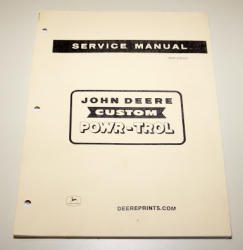 SERVICE MANUAL
JOHN DEERE
CUSTOM
POWR-TROL
DEEREPRINTS.COM